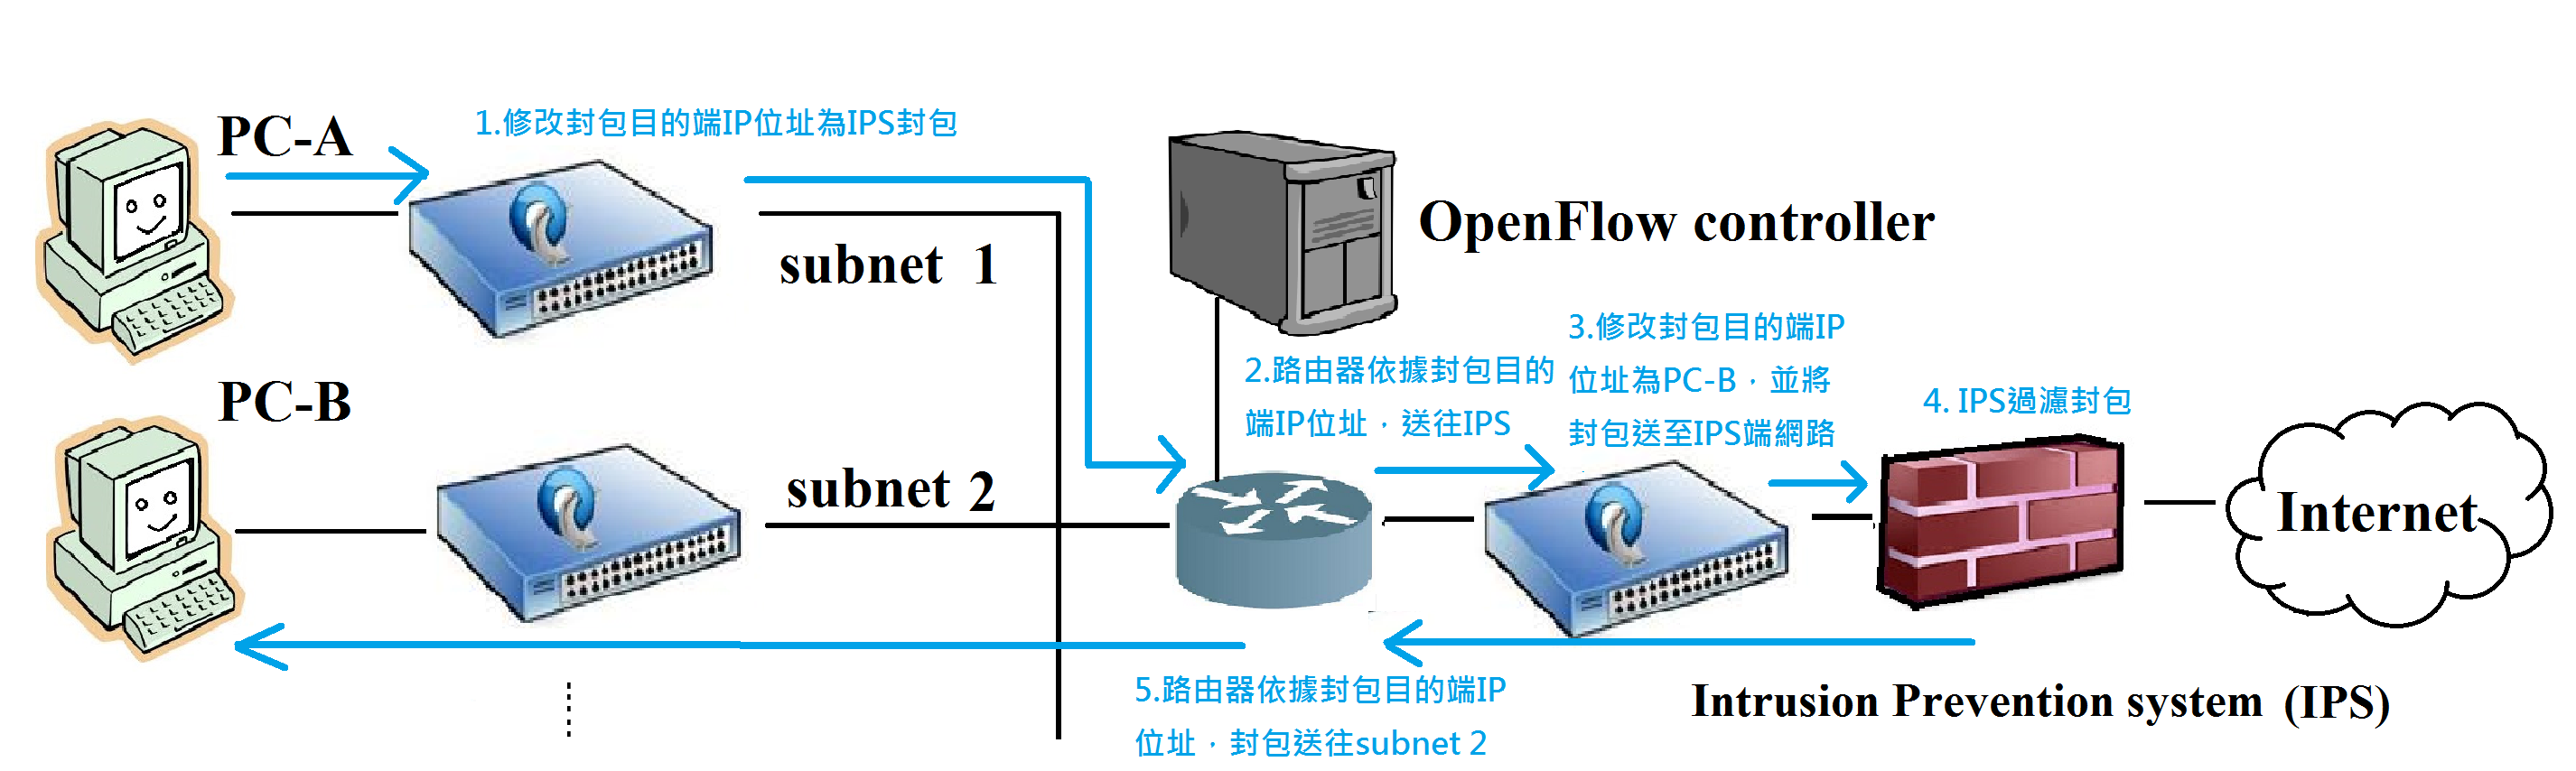 PC-A
1.修改封包目的端IP位址為IPS封包
subnet 1
OpenFlow controller
PC-B
subnet 2
2.路由器依據封包目的
端IP位址，送往IPS
3.修改封包目的端IP
位址為PC-B，並將
封包送至IPS端網路
4. IPS過濾封包
Internet
5.路由器依據封包目的端IP
位址，封包送往subnet 2
Intrusion Prevention system (IPS)